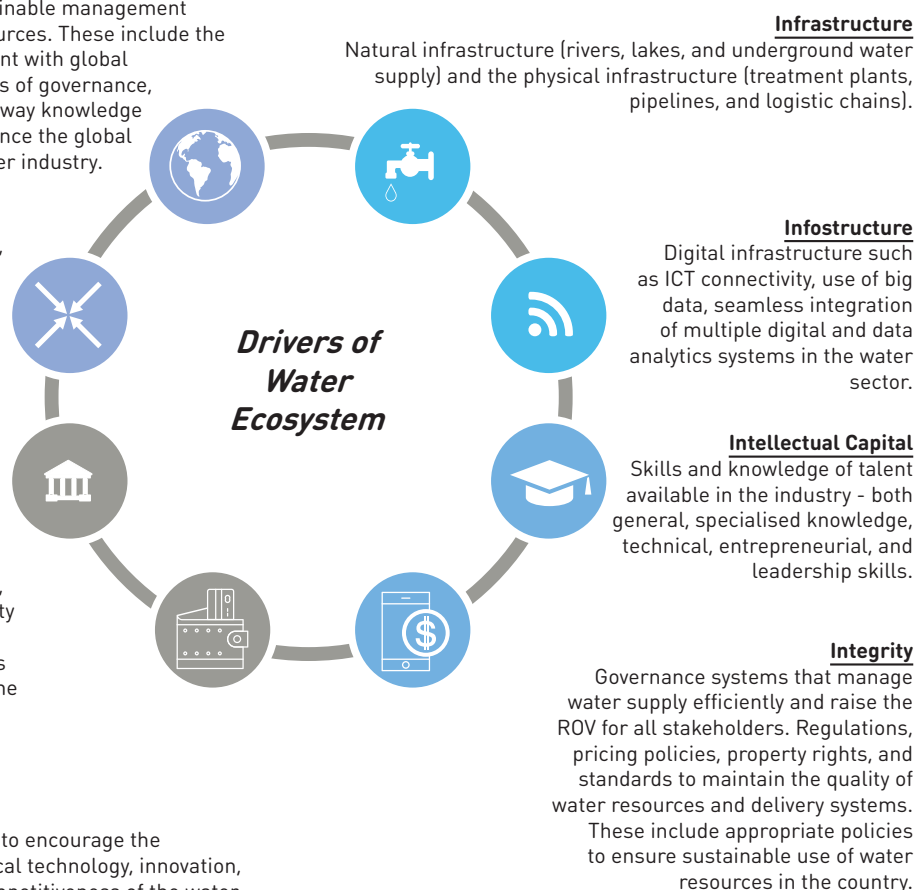 inable management
urces. These include the
nt with global
s of governance,
way knowledge
nce the global
er industry.
,
,
ty
s
ne
to encourage the
cal technology, innovation,
Drivers of
Water
Ecosystem
$
Infrastructure
Natural infrastructure (rivers, lakes, and underground water
supply) and the physical infrastructure (treatment plants,
pipelines, and logistic chains).
Infostructure
Digital infrastructure such
as ICT connectivity, use of big
data, seamless integration
of multiple digital and data
analytics systems in the water
sector.
Intellectual Capital
Skills and knowledge of talent
available in the industry - both
general, specialised knowledge,
technical, entrepreneurial, and
leadership skills.
Integrity
Governance systems that manage
water supply efficiently and raise the
ROV for all stakeholders. Regulations,
pricing policies, property rights, and
standards to maintain the quality of
water resources and delivery systems.
These include appropriate policies
to ensure sustainable use of water
resources in the country.